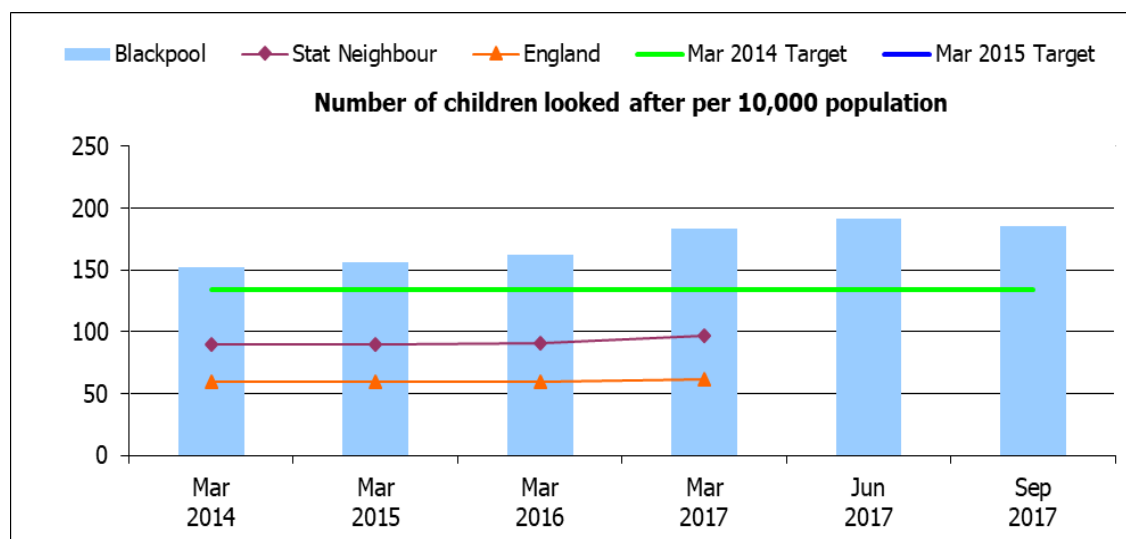 Blackpool Stat Neighbour England Mar 2014 Target Mar 2015 Target
Number of children looked after per 10,000 population
250
200
150
100
50
0
Mar 2014
Mar 2015
Mar 2016
Mar 2017
Jun 2017
Sep 2017